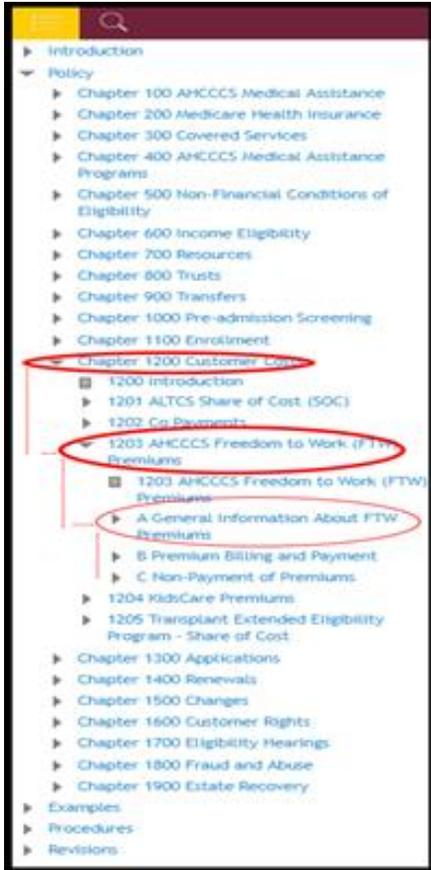 Introduction
Policy
Chapter 100 AHCCCS Medical Assistance
Chapter 200 Medicare Health Insurance
Chapter 300 Covered Services
Chapter 400 AHCCCS Medical Assistance
Programs
Chapter 500 Non-Financial Conditions of
Eligibility
Chapter 600 Income Eligibility
Chapter 700 Resources
Chapter 800 Trusts
Chapter 900 Transfers
Chapter 1000 Pre-admission Screening
Chapter 1100 Enrollment
Chapter 1200 Customer Costs
1200 Introduction
1201 ALTCS Share of Cost (SOC)
1202 Co Payments
1203 AHCCCS Freedom to Work (FTW)
Premiums
1203 AHCCCS Freedom to Work (FTW)
Premiums
A General Information About FTW
Premiums
B Premium Billing and Payment
C Non-Payment of Premiums
1204 KidsCare Premiums
1205 Transplant Extended Eligibility
Program - Share of Cost
Chapter 1300 Applications
Chapter 1400 Renewals
Chapter 1500 Changes
Chapter 1600 Customer Rights
Chapter 1700 Eligibility Hearings
Chapter 1800 Fraud and Abuse
Chapter 1900 Estate Recovery
Examples
Procedures
Revisions